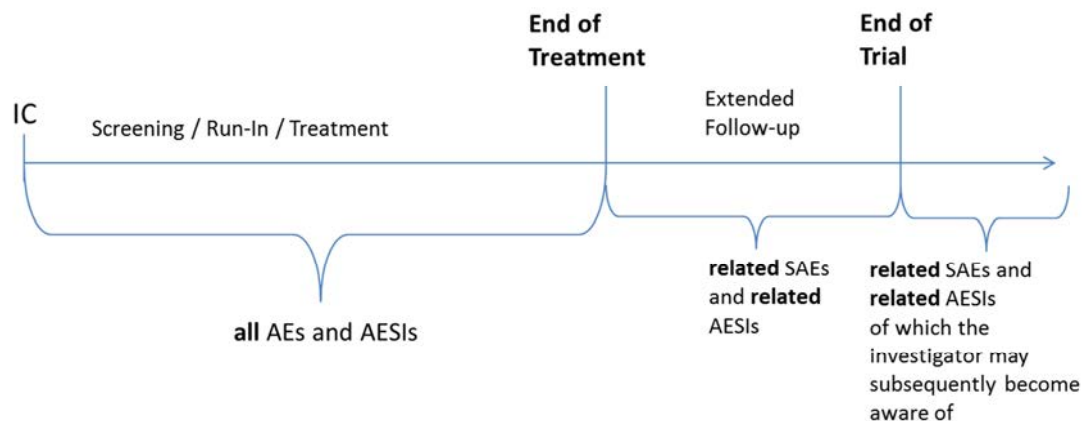 End of
Treatment
End of
Trial
IC
Screening / Run-In / Treatment
Extended
Follow-up
all AEs and AESIs
related SAEs
and related
AESIs
related SAEs and
related AESIs
of which the
investigator may
subsequently become
aware of